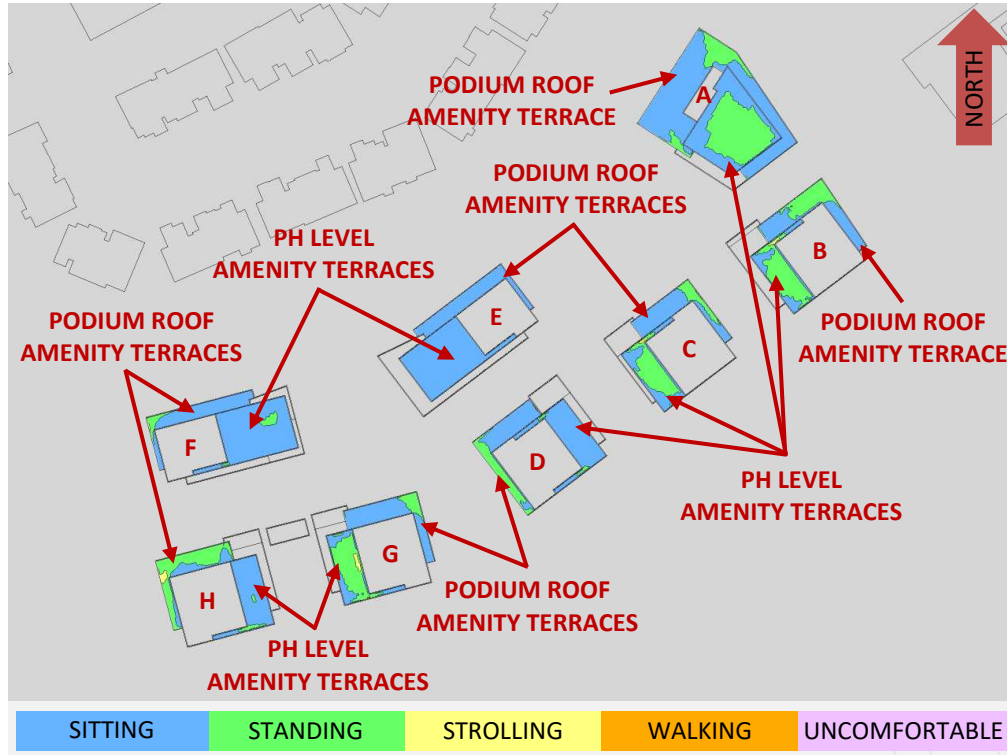 NORTH
PODIUM ROOF
AMENITY TERRACE
A
PODIUM ROOF
AMENITY TERRACES
B
PH LEVEL
AMENITY TERRACES
E
PODIUM ROOF
AMENITY TERRACES
C
PODIUM ROOF
AMENITY TERRACE
F
D
PH LEVEL
AMENITY TERRACES
G
H
PODIUM ROOF
AMENITY TERRACES
PH LEVEL
AMENITY TERRACES
SITTING
STANDING
STROLLING
WALKING
UNCOMFORTABLE